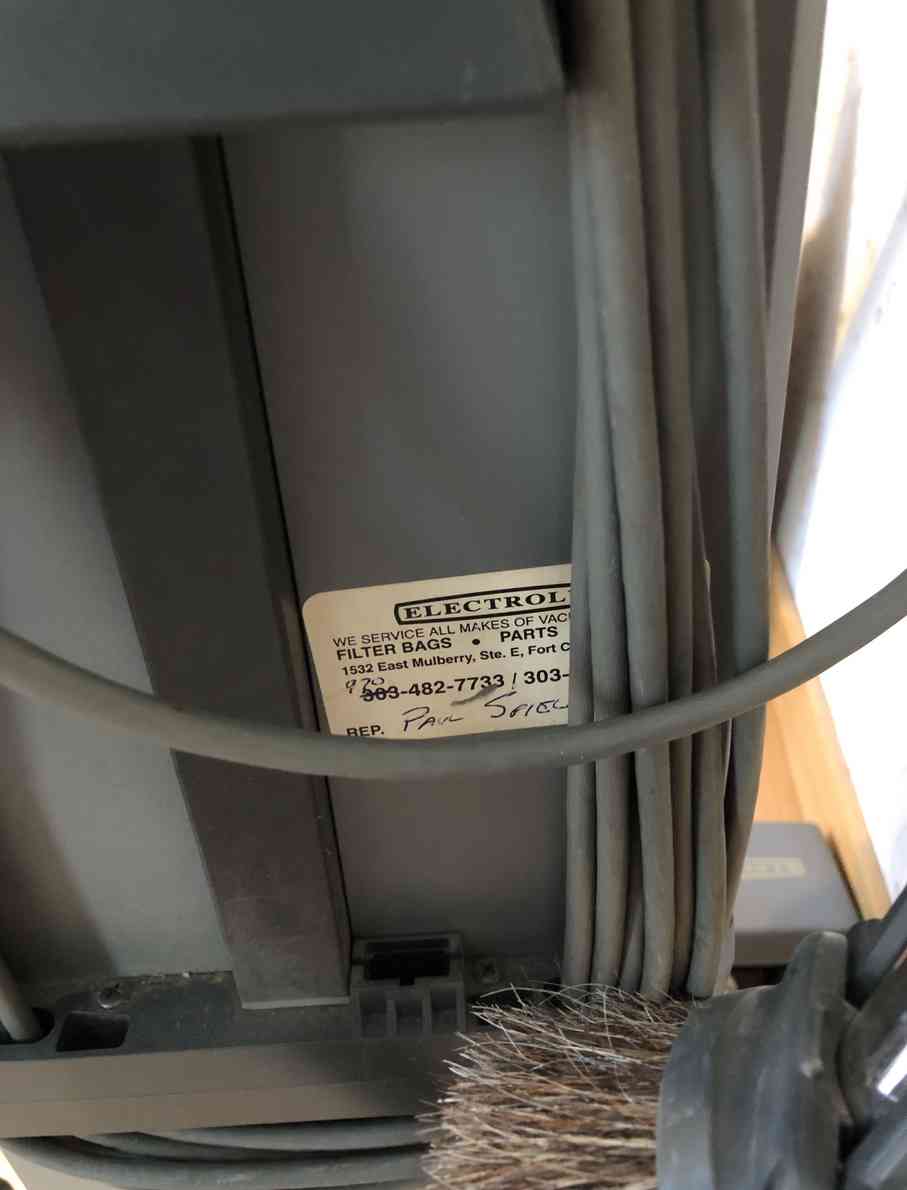 ELECTROL
WE SERVICE ALL MAKES OF VAC
FILTER BAGS • PARTS
1532 East Mulberry, Ste. E, Fort C
970
303-482-7733 / 303-
REP. PAUL SPIEL